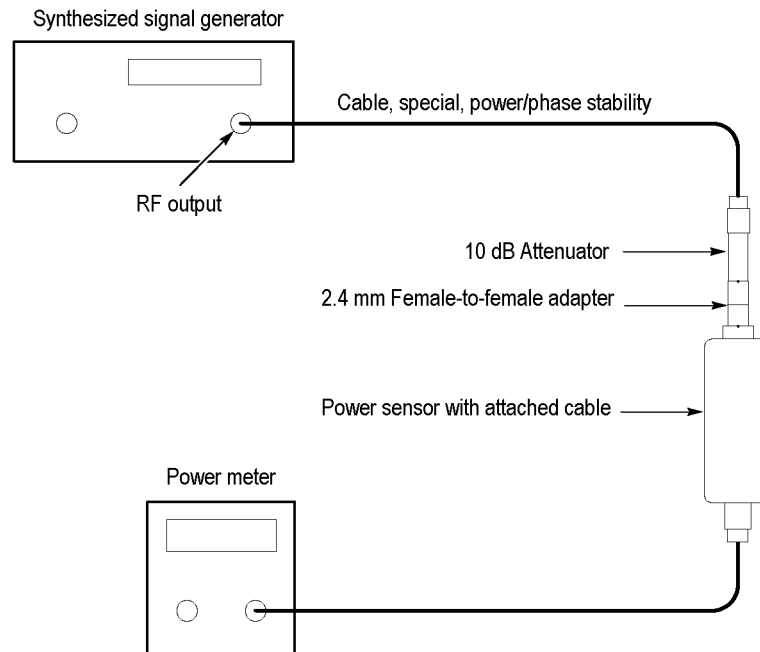 Synthesized signal generator
Cable, special, power/phase stability
RF output
10 dB Attenuator
2.4 mm Female-to-female adapter
Power sensor with attached cable
Power meter